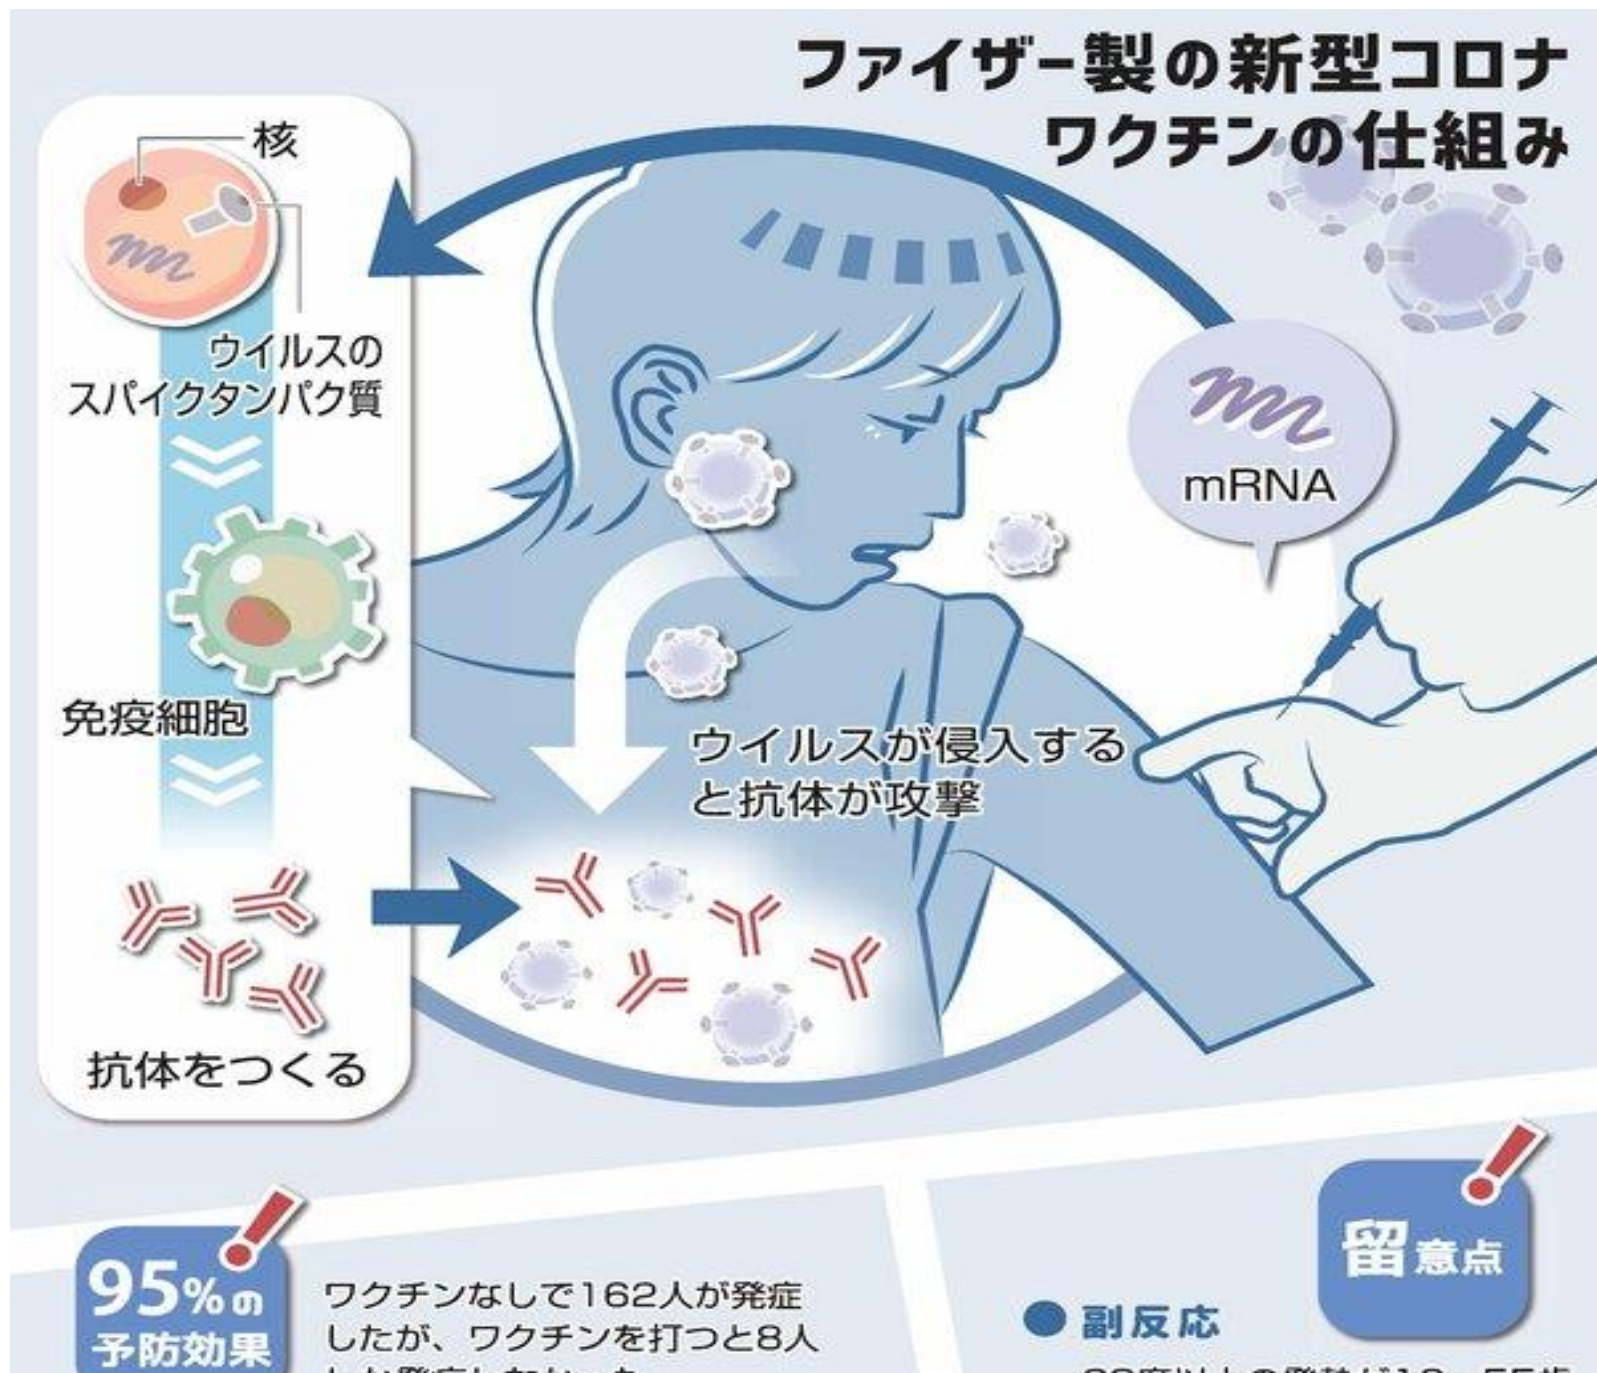 ファイザー製の新型コロナ
ワクチンの仕組み
核
ウイルスの
スパイクタンパク質
免疫細胞
抗体をつくる
mRNA
ウイルスが侵入する
と抗体が攻撃
95%の
予防効果
ワクチンなしで162人が発症
したが、ワクチンを打つと8人
留意点
副反応